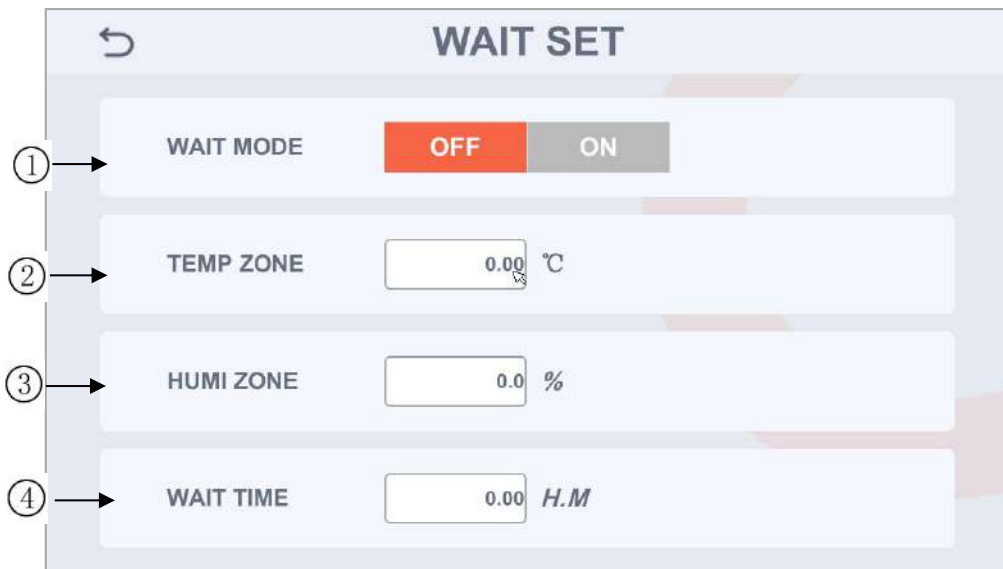 WAIT SET
① WAIT MODE OFF ON
② TEMP ZONE 0.00 ℃
③ HUMI ZONE 0.0 %
④ WAIT TIME 0.00 H.M